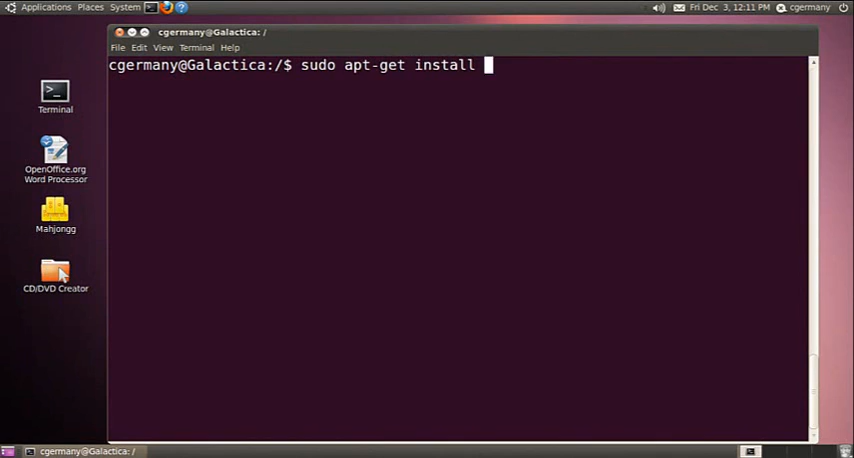 Applications Places System
Fri Dec 3, 12:11 PM
cgermany
cgermany@Galactica: /
File Edit View Terminal Help
cgermany@Galactica:/$ sudo apt-get install
>_
Terminal
OpenOffice.org
Word Processor
Mahjongg
CD/DVD Creator
cgermany@Galactica: /